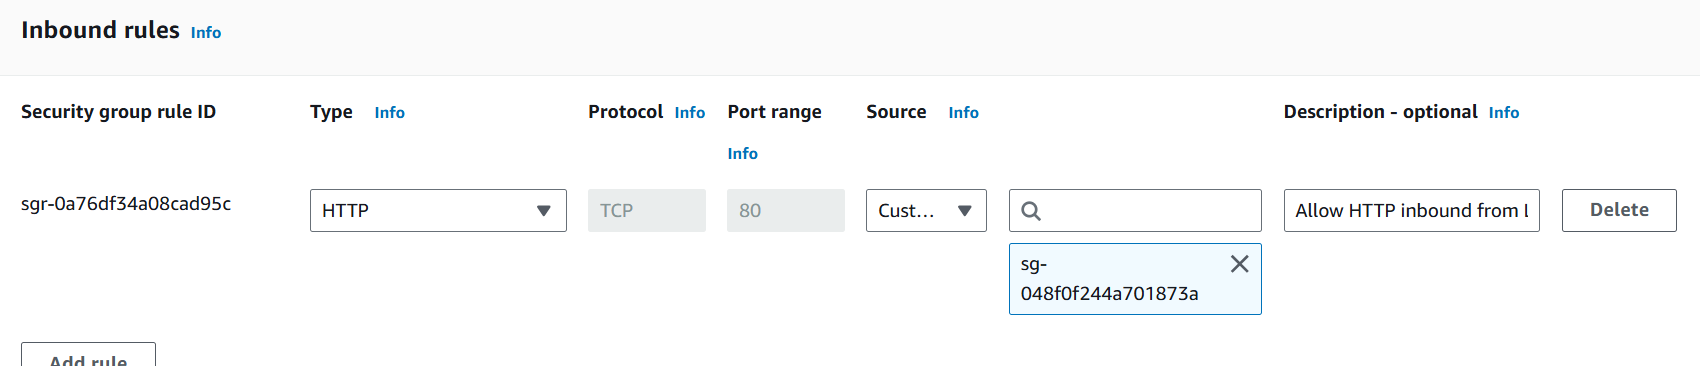 Inbound rules Info
Security group rule ID Type Info Protocol Info Port range Info Source Info Description - optional Info
sgr-0a76df34a08cad95c HTTP TCP 80 Cust... Allow HTTP inbound from L Delete
sg-
048f0f244a701873a
Add rule